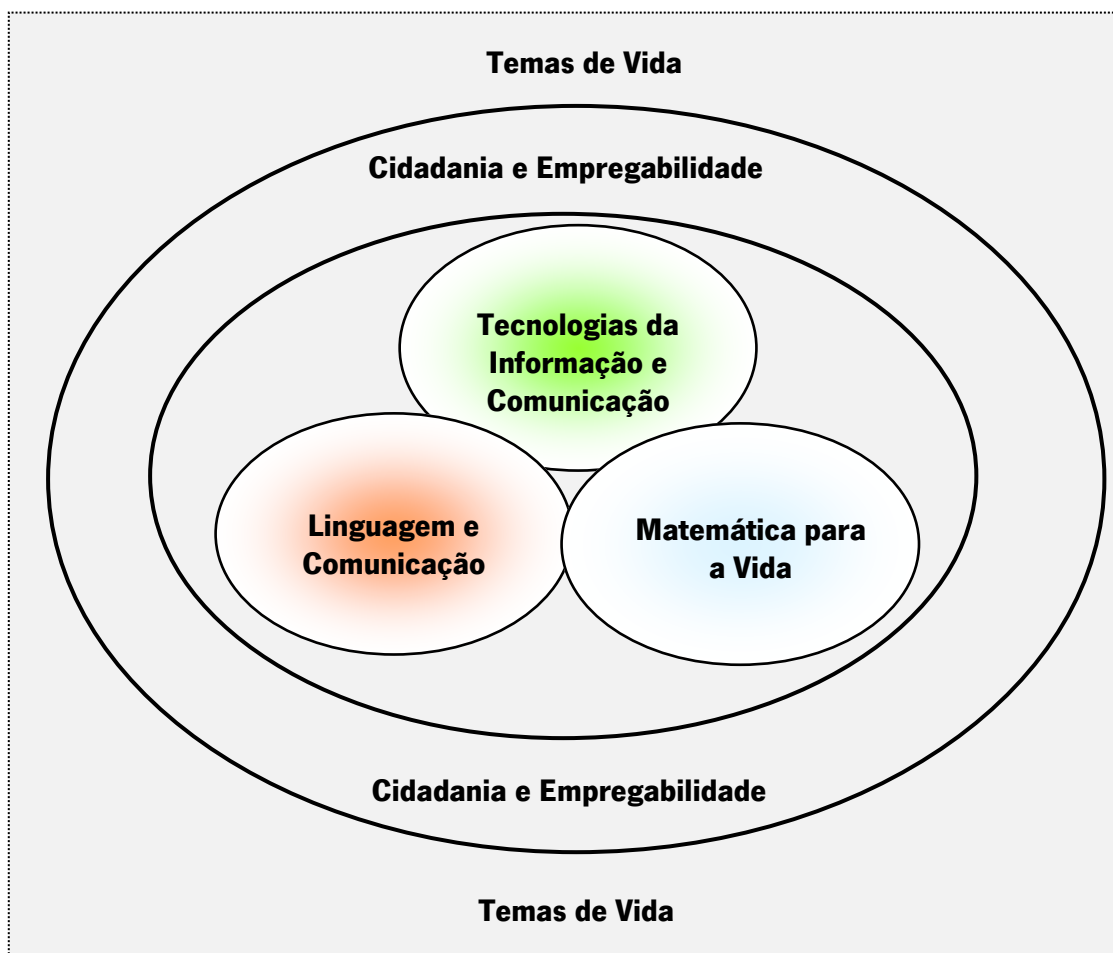 Temas de Vida
Cidadania e Empregabilidade
Tecnologias da
Informação e
Comunicação
Linguagem e
Comunicação
Matemática para
a Vida
Cidadania e Empregabilidade
Temas de Vida